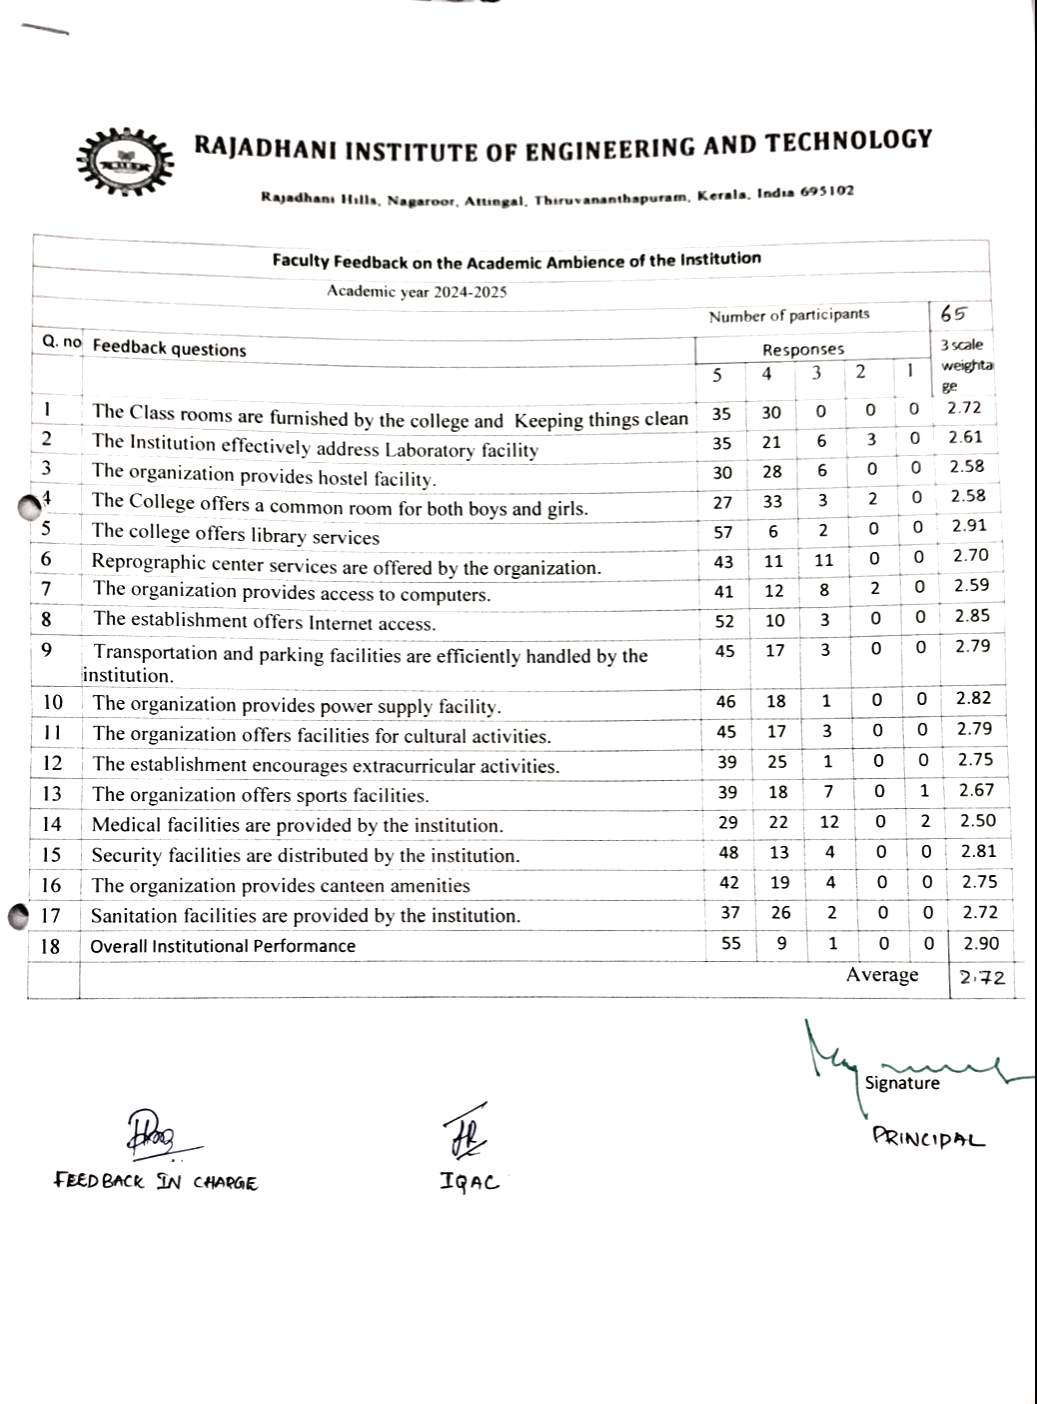 RAJADHANI INSTITUTE OF ENGINEERING AND TECHNOLOGY
Rajadhani Hills, Nagaroor, Attingal, Thiruvananthapuram, Kerala, India 695102
Faculty Feedback on the Academic Ambience of the Institution
Academic year 2024-2025
Number of participants 65
Q. no Feedback questions Responses 3 scale weighta ge
5 4 3 2 1
1 The Class rooms are furnished by the college and Keeping things clean 35 30 0 0 0 2.72
2 The Institution effectively address Laboratory facility 35 21 6 3 0 2.61
3 The organization provides hostel facility. 30 28 6 0 0 2.58
4 The College offers a common room for both boys and girls. 27 33 3 2 0 2.58
5 The college offers library services 57 6 2 0 0 2.91
6 Reprographic center services are offered by the organization. 43 11 11 0 0 2.70
7 The organization provides access to computers. 41 12 8 2 0 2.59
8 The establishment offers Internet access. 52 10 3 0 0 2.85
9 Transportation and parking facilities are efficiently handled by the 45 17 3 0 0 2.79
institution.
10 The organization provides power supply facility. 46 18 1 0 0 2.82
11 The organization offers facilities for cultural activities. 45 17 3 0 0 2.79
12 The establishment encourages extracurricular activities. 39 25 1 0 0 2.75
13 The organization offers sports facilities. 39 18 7 0 1 2.67
14 Medical facilities are provided by the institution. 29 22 12 0 2 2.50
15 Security facilities are distributed by the institution. 48 13 4 0 0 2.81
16 The organization provides canteen amenities 42 19 4 0 0 2.75
17 Sanitation facilities are provided by the institution. 37 26 2 0 0 2.72
18 Overall Institutional Performance 55 9 1 0 0 2.90
Average 2.72
Signature
PRINCIPAL
FEEDBACK IN CHARGE
IQAC